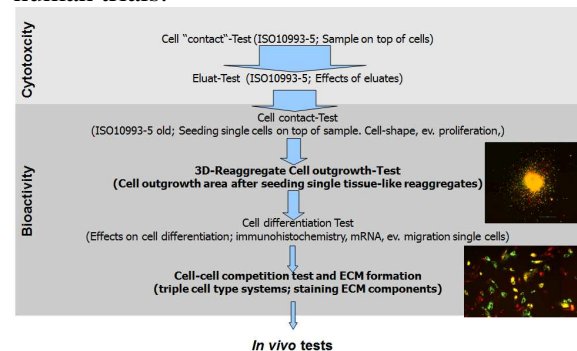 human trials.
Cytotoxcity
Cell "contact"-Test (ISO10993-5; Sample on top of cells)
Eluat-Test (ISO10993-5; Effects of eluates)
Bioactivity
Cell contact-Test
(ISO10993-5 old; Seeding single cells on top of sample. Cell-shape, ev. proliferation,)
3D-Reaggregate Cell outgrowth-Test
(Cell outgrowth area after seeding single tissue-like reaggregates)
Cell differentiation Test
(Effects on cell differentiation; immunohistochemistry, mRNA, ev. migration single cells)
Cell-cell competition test and ECM formation
(triple cell type systems; staining ECM components)
In vivo tests